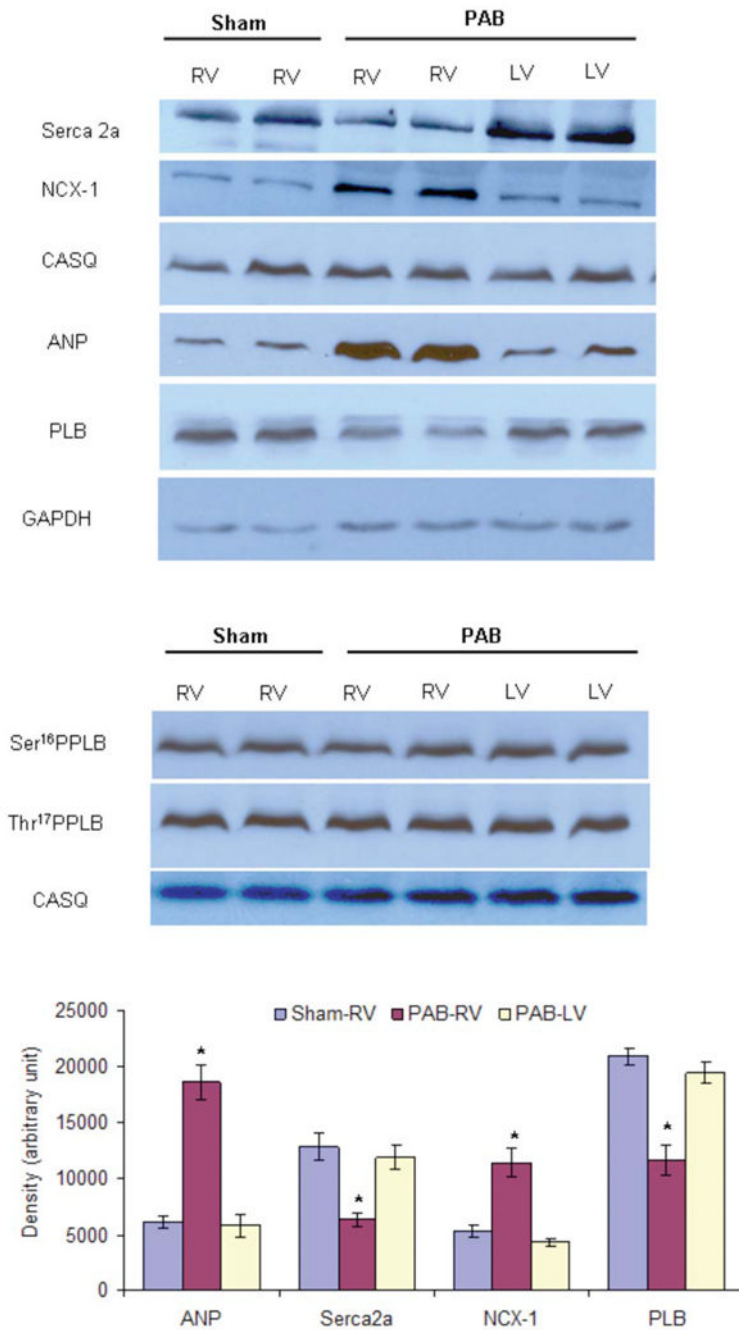 Sham PAB
RV RV RV RV LV LV
Serca 2a
NCX-1
CASQ
ANP
PLB
GAPDH
Sham PAB
RV RV RV RV LV LV
Ser¹⁶PPLB
Thr¹⁷PPLB
CASQ
Density (arbitrary unit)
25000
20000
15000
10000
5000
0
Sham-RV PAB-RV PAB-LV
* * * *
ANP Serca2a NCX-1 PLB